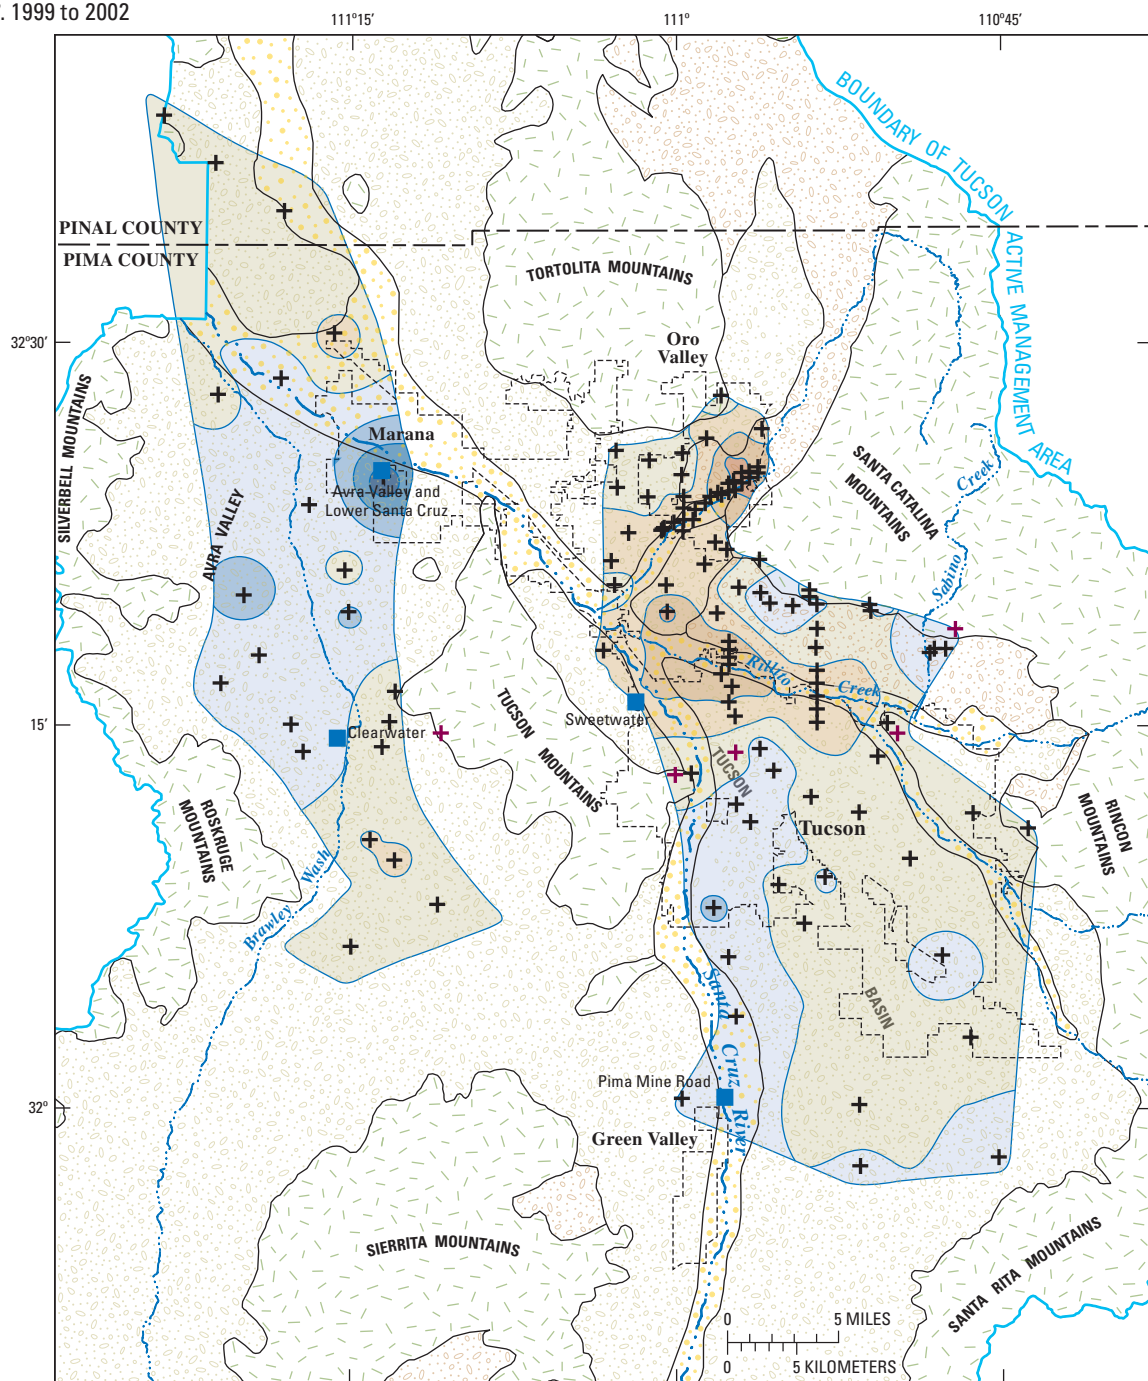 . 1999 to 2002
111°15′
111°
110°45′
BOUNDARY OF TUCSON ACTIVE MANAGEMENT AREA
PINAL COUNTY
PIMA COUNTY
TORTOLITA MOUNTAINS
Oro
Valley
32°30′
SILVERBELL MOUNTAINS
Marana
SANTA CATALINA
MOUNTAINS
Creek
Sabino
Avra Valley and
Lower Santa Cruz
AVRA VALLEY
Rillito
Creek
TUCSON
MOUNTAINS
Sweetwater
15′
Clearwater
TUCSON
ROSKRUGE
MOUNTAINS
RINCON
MOUNTAINS
Tucson
Wash
Brawley
BASIN
Santa
Cruz
River
Pima Mine Road
32°
Green Valley
SIERRITA MOUNTAINS
SANTA RITA MOUNTAINS
0
5 MILES
0
5 KILOMETERS